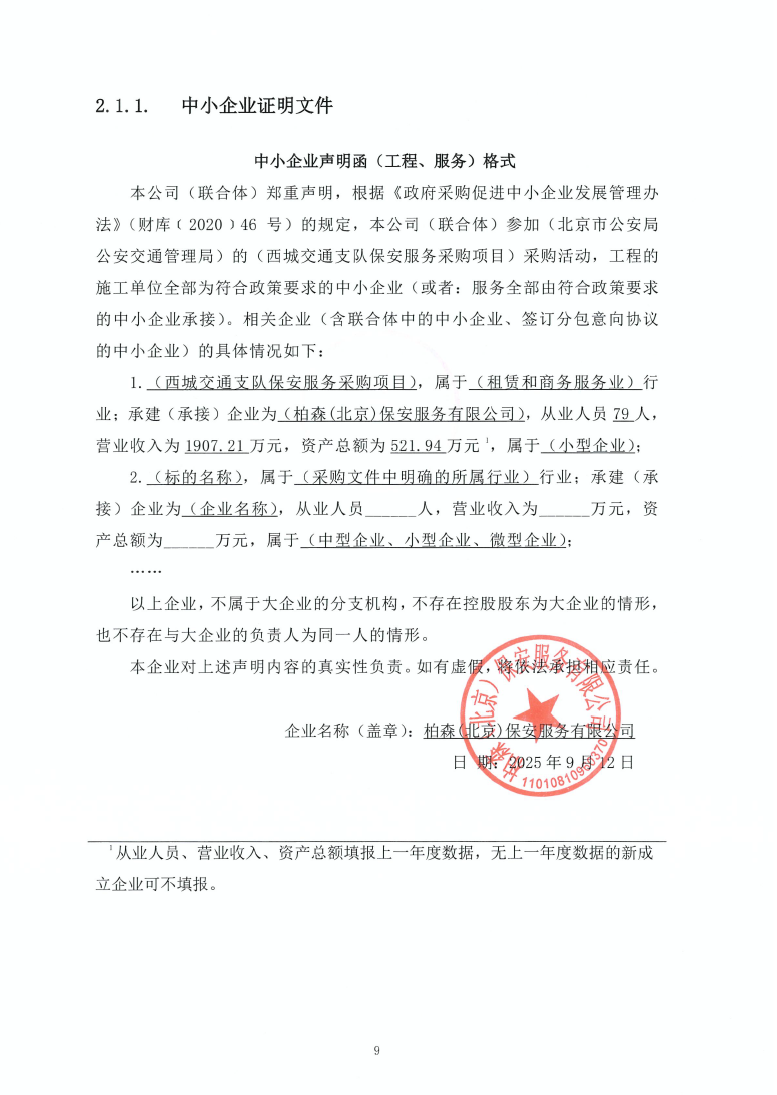 2.1.1. 中小企业证明文件
中小企业声明函（工程、服务）格式
本公司（联合体）郑重声明，根据《政府采购促进中小企业发展管理办
法》（财库﹝2020﹞46 号）的规定，本公司（联合体）参加（北京市公安局
公安交通管理局）的（西城交通支队保安服务采购项目）采购活动，工程的
施工单位全部为符合政策要求的中小企业（或者：服务全部由符合政策要求
的中小企业承接）。相关企业（含联合体中的中小企业、签订分包意向协议
的中小企业）的具体情况如下：
1.（西城交通支队保安服务采购项目），属于（租赁和商务服务业）行
业；承建（承接）企业为（柏森(北京)保安服务有限公司），从业人员 79 人，
营业收入为 1907.21 万元，资产总额为 521.94 万元 1，属于（小型企业）；
2.（标的名称），属于（采购文件中明确的所属行业）行业；承建（承
接）企业为（企业名称），从业人员______人，营业收入为______万元，资
产总额为______万元，属于（中型企业、小型企业、微型企业）；
……
以上企业，不属于大企业的分支机构，不存在控股股东为大企业的情形，
也不存在与大企业的负责人为同一人的情形。
本企业对上述声明内容的真实性负责。如有虚假，将依法承担相应责任。
企业名称（盖章）：柏森(北京)保安服务有限公司
日 期：2025 年 9 月 12 日
柏森（北京）保安服务有限公司
1 从业人员、营业收入、资产总额填报上一年度数据，无上一年度数据的新成
立企业可不填报。
9